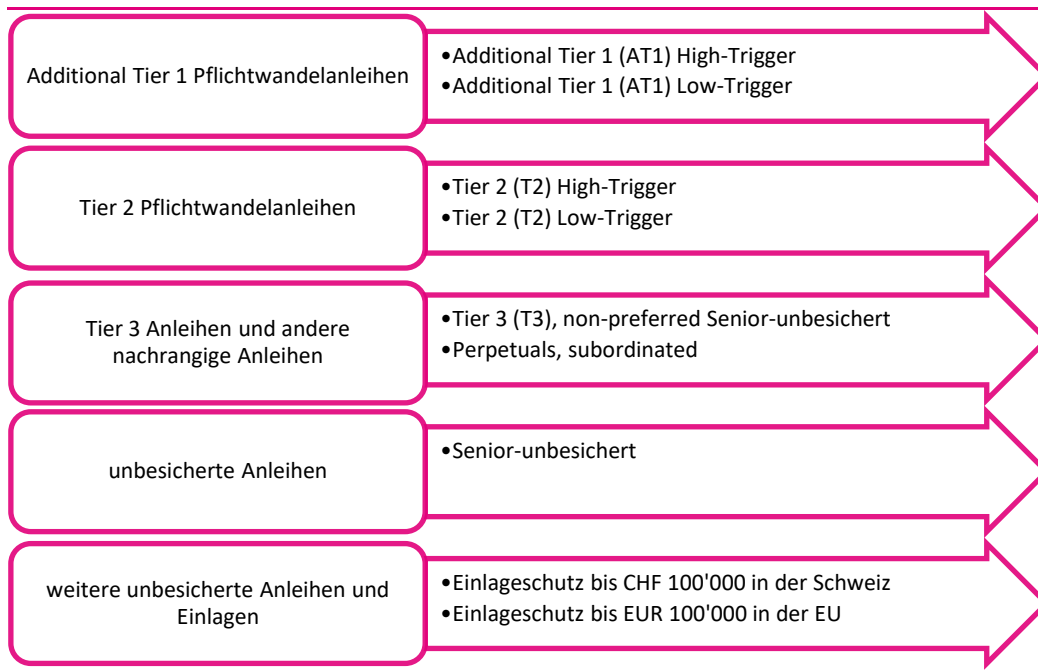 Additional Tier 1 Pflichtwandelanleihen
•Additional Tier 1 (AT1) High-Trigger
•Additional Tier 1 (AT1) Low-Trigger
Tier 2 Pflichtwandelanleihen
•Tier 2 (T2) High-Trigger
•Tier 2 (T2) Low-Trigger
Tier 3 Anleihen und andere
nachrangige Anleihen
•Tier 3 (T3), non-preferred Senior-unbesichert
•Perpetuals, subordinated
unbesicherte Anleihen
•Senior-unbesichert
weitere unbesicherte Anleihen und
Einlagen
•Einlageschutz bis CHF 100'000 in der Schweiz
•Einlageschutz bis EUR 100'000 in der EU